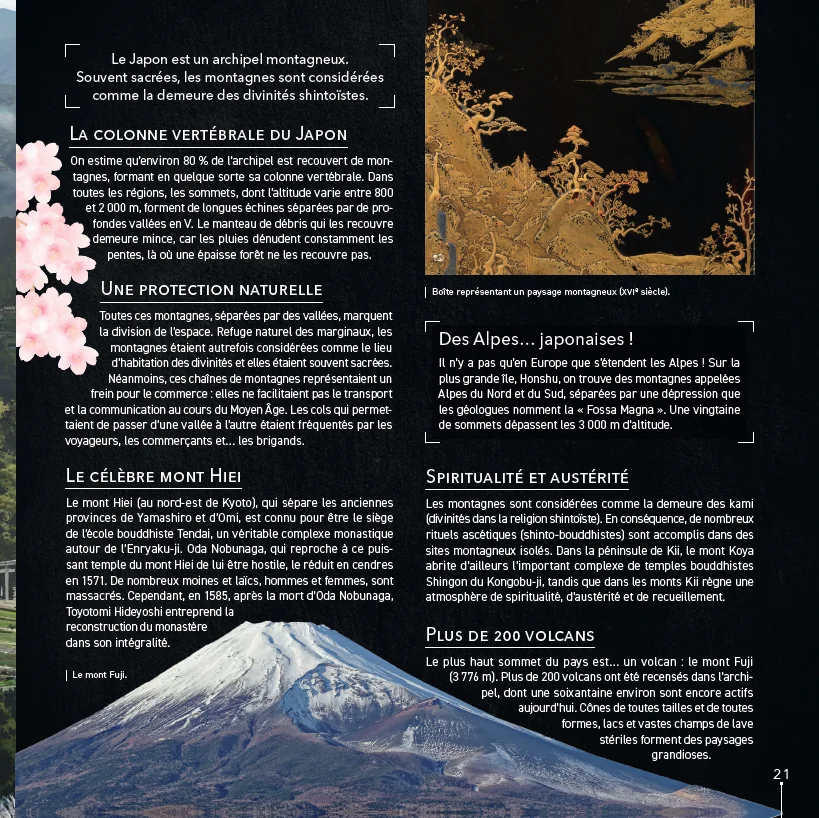 Le Japon est un archipel montagneux.
Souvent sacrées, les montagnes sont considérées
comme la demeure des divinités shintoïstes.
La colonne vertébrale du Japon
On estime qu'environ 80 % de l'archipel est recouvert de mon-
tagnes, formant en quelque sorte sa colonne vertébrale. Dans
toutes les régions, les sommets, dont l'altitude varie entre 800
et 2 000 m, forment de longues échines séparées par de pro-
fondes vallées en V. Le manteau de débris qui les recouvre
demeure mince, car les pluies dénudent constamment les
pentes, là où une épaisse forêt ne les recouvre pas.
Une protection naturelle
Toutes ces montagnes, séparées par des vallées, marquent
la division de l'espace. Refuge naturel des marginaux, les
montagnes étaient autrefois considérées comme le lieu
d'habitation des divinités et elles étaient souvent sacrées.
Néanmoins, ces chaînes de montagnes représentaient un
frein pour le commerce : elles ne facilitaient pas le transport
et la communication au cours du Moyen Âge. Les cols qui permet-
taient de passer d'une vallée à l'autre étaient fréquentés par les
voyageurs, les commerçants et... les brigands.
Le célèbre mont Hiei
Le mont Hiei (au nord-est de Kyoto), qui sépare les anciennes
provinces de Yamashiro et d'Omi, est connu pour être le siège
de l'école bouddhiste Tendai, un véritable complexe monastique
autour de l'Enryaku-ji. Oda Nobunaga, qui reproche à ce puis-
sant temple du mont Hiei de lui être hostile, le réduit en cendres
en 1571. De nombreux moines et laïcs, hommes et femmes, sont
massacrés. Cependant, en 1585, après la mort d'Oda Nobunaga,
Toyotomi Hideyoshi entreprend la
reconstruction du monastère
dans son intégralité.
Le mont Fuji.
Boîte représentant un paysage montagneux (XVIe siècle).
Des Alpes... japonaises !
Il n'y a pas qu'en Europe que s'étendent les Alpes ! Sur la
plus grande île, Honshu, on trouve des montagnes appelées
Alpes du Nord et du Sud, séparées par une dépression que
les géologues nomment la « Fossa Magna ». Une vingtaine
de sommets dépassent les 3 000 m d'altitude.
Spiritualité et austérité
Les montagnes sont considérées comme la demeure des kami
(divinités dans la religion shintoïste). En conséquence, de nombreux
rituels ascétiques (shinto-bouddhistes) sont accomplis dans des
sites montagneux isolés. Dans la péninsule de Kii, le mont Koya
abrite d'ailleurs l'important complexe de temples bouddhistes
Shingon du Kongobu-ji, tandis que dans les monts Kii règne une
atmosphère de spiritualité, d'austérité et de recueillement.
Plus de 200 volcans
Le plus haut sommet du pays est... un volcan : le mont Fuji
(3 776 m). Plus de 200 volcans ont été recensés dans l'archi-
pel, dont une soixantaine environ sont encore actifs
aujourd'hui. Cônes de toutes tailles et de toutes
formes, lacs et vastes champs de lave
stériles forment des paysages
grandioses.
21